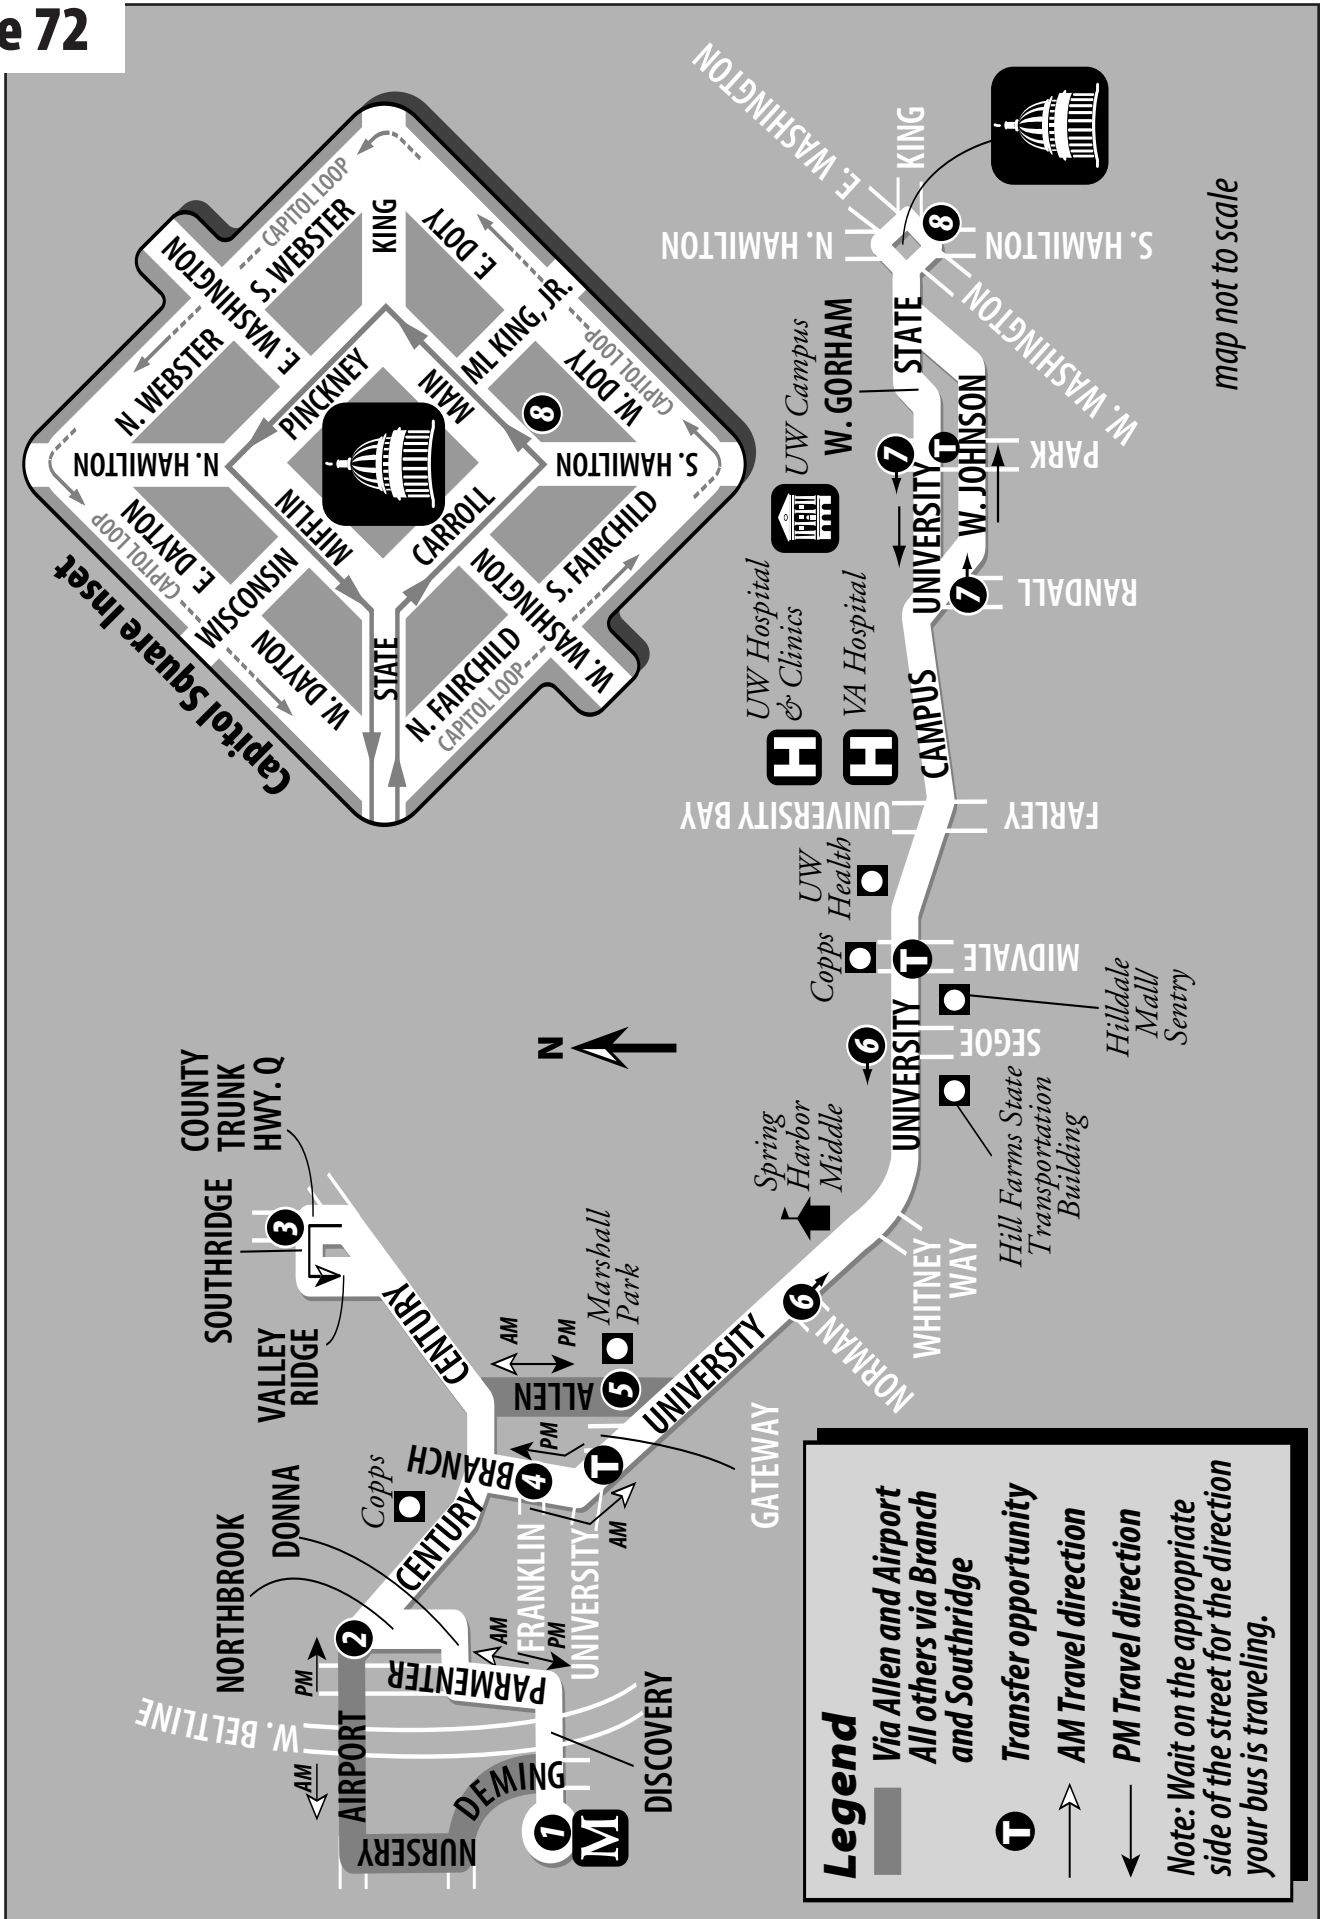 e 72
Capitol Square Inset
CAPITOL LOOP
S. WEBSTER
KING
E. DOTY
E. WASHINGTON
N. WEBSTER
PINCKNEY
MAIN
ML KING, JR.
W. DOTY
CAPITOL LOOP
8
N. HAMILTON
S. HAMILTON
MIFFLIN
CARROLL
E. DAYTON
CAPITOL LOOP
WISCONSIN
W. DAYTON
STATE
W. WASHINGTON
S. FAIRCHILD
N. FAIRCHILD
CAPITOL LOOP
E. WASHINGTON
KING
N. HAMILTON
8
S. HAMILTON
W. WASHINGTON
map not to scale
STATE
W. GORHAM
UW Campus
7
T
UNIVERSITY
W. JOHNSON
PARK
7
RANDALL
UW Hospital
& Clinics
H
VA Hospital
H
CAMPUS
UNIVERSITY BAY
FARLEY
UW
Health
Copps
T
MIDVALE
Hilldale
Mall/
Sentry
6
UNIVERSITY
SEGOE
Hill Farms State
Transportation
Building
Spring
Harbor
Middle
N
WHITNEY
WAY
6
NORMAN
UNIVERSITY
COUNTY
TRUNK
HWY. Q
SOUTHRIDGE
3
VALLEY
RIDGE
CENTURY
Marshall
Park
AM
PM
ALLEN
5
GATEWAY
BRANCH
PM
4
T
AM
Copps
CENTURY
FRANKLIN
UNIVERSITY
DONNA
NORTHBROOK
2
AM
PM
PARMENTER
PM
W. BELTLINE
AM
AIRPORT
NURSERY
DEMING
DISCOVERY
1
M
Legend
Via Allen and Airport
All others via Branch
and Southridge
T
Transfer opportunity
AM Travel direction
PM Travel direction
Note: Wait on the appropriate
side of the street for the direction
your bus is traveling.